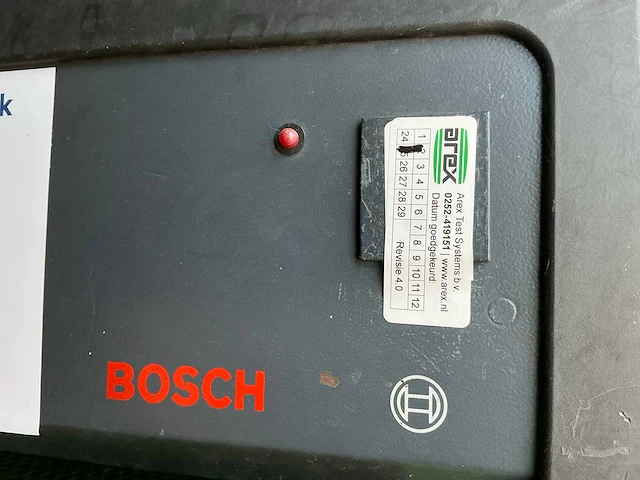 k
arex
Arex Test Systems b.v.
0252-419151 | www.arex.nl
Datum goedgekeurd:
1 3 4 5 6 7 8 9 10 11 12
24 26 27 28 29 Revisie 4.0
BOSCH